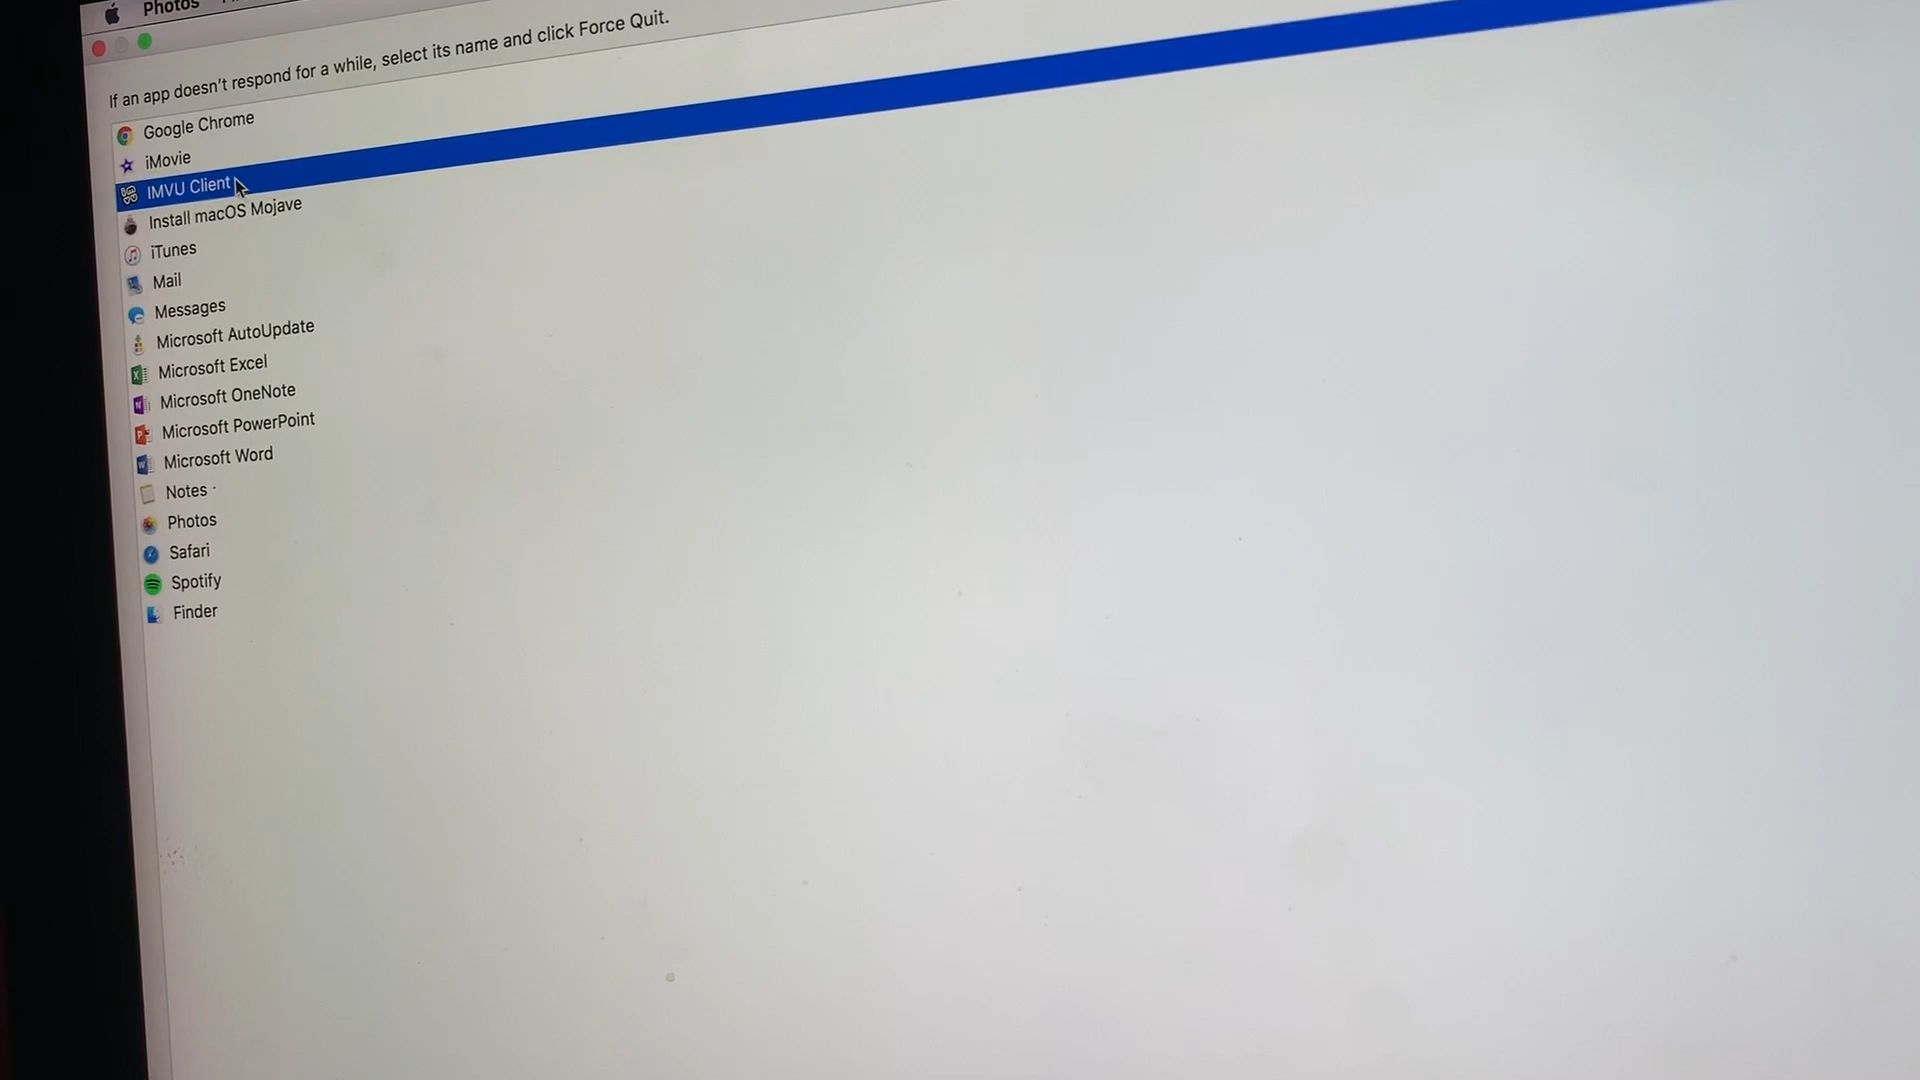 Photos
If an app doesn't respond for a while, select its name and click Force Quit.
Google Chrome
iMovie
IMVU Client
Install macOS Mojave
iTunes
Mail
Messages
Microsoft AutoUpdate
Microsoft Excel
Microsoft OneNote
Microsoft PowerPoint
Microsoft Word
Notes
Photos
Safari
Spotify
Finder